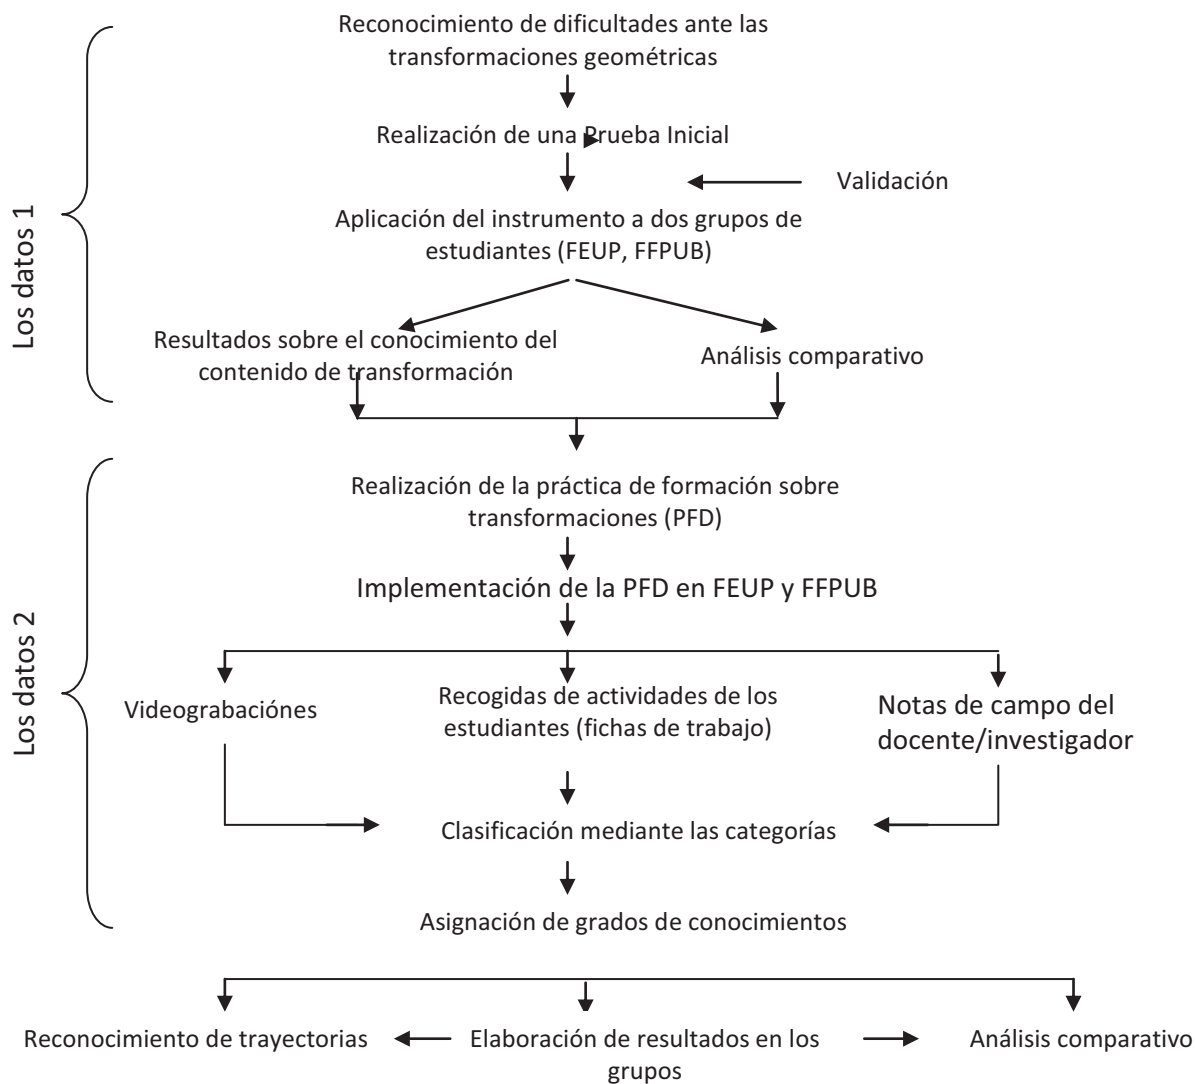 Reconocimiento de dificultades ante las
transformaciones geométricas
Realización de una Prueba Inicial
Validación
Aplicación del instrumento a dos grupos de
estudiantes (FEUP, FFPUB)
Los datos 1
Resultados sobre el conocimiento del
contenido de transformación
Análisis comparativo
Realización de la práctica de formación sobre
transformaciones (PFD)
Implementación de la PFD en FEUP y FFPUB
Los datos 2
Videograbaciónes
Recogidas de actividades de los
estudiantes (fichas de trabajo)
Notas de campo del
docente/investigador
Clasificación mediante las categorías
Asignación de grados de conocimientos
Reconocimiento de trayectorias
Elaboración de resultados en los
grupos
Análisis comparativo